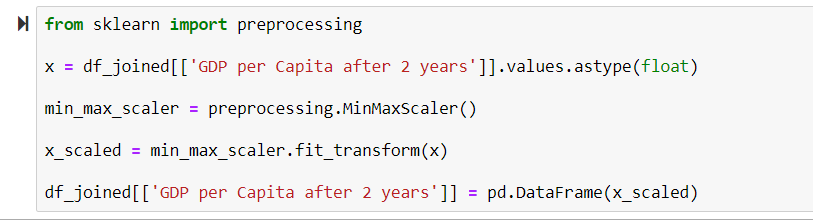 from sklearn import preprocessing
x = df_joined[['GDP per Capita after 2 years']].values.astype(float)
min_max_scaler = preprocessing.MinMaxScaler()
x_scaled = min_max_scaler.fit_transform(x)
df_joined[['GDP per Capita after 2 years']] = pd.DataFrame(x_scaled)